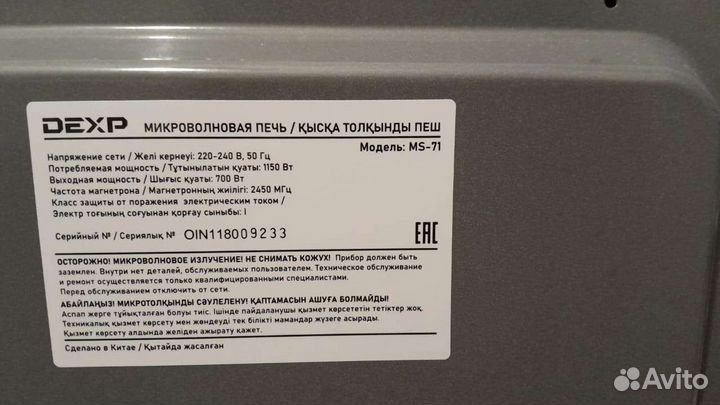 DEXP МИКРОВОЛНОВАЯ ПЕЧЬ / ҚЫСҚА ТОЛҚЫНДЫ ПЕШ
Модель: MS-71
Напряжение сети / Желі кернеуі: 220-240 В, 50 Гц
Потребляемая мощность / Тұтынылатын қуаты: 1150 Вт
Выходная мощность / Шығыс қуаты: 700 Вт
Частота магнетрона / Магнетронның жиілігі: 2450 МГц
Класс защиты от поражения электрическим током /
Электр тоғының соғуынан қорғау сыныбы: I
Серийный № / Сериялық № OIN118009233
EAC
ОСТОРОЖНО! МИКРОВОЛНОВОЕ ИЗЛУЧЕНИЕ! НЕ СНИМАТЬ КОЖУХ! Прибор должен быть
заземлен. Внутри нет деталей, обслуживаемых пользователем. Техническое обслуживание
и ремонт осуществляется только квалифицированными специалистами.
Перед обслуживанием отключить от сети.
АБАЙЛАҢЫЗ! МИКРОТОЛҚЫНДЫ СӘУЛЕЛЕНУ! ҚАПТАМАСЫН АШУҒА БОЛМАЙДЫ!
Аспап жерге тұйықталған болуы тиіс. Ішінде пайдаланушы қызмет көрсететін тетіктер жоқ.
Техникалық қызмет көрсету мен жөндеуді тек білікті мамандар жүзеге асырады.
Қызмет көрсету алдында желіден ажырату қажет.
Сделано в Китае / Қытайда жасалған
Avito